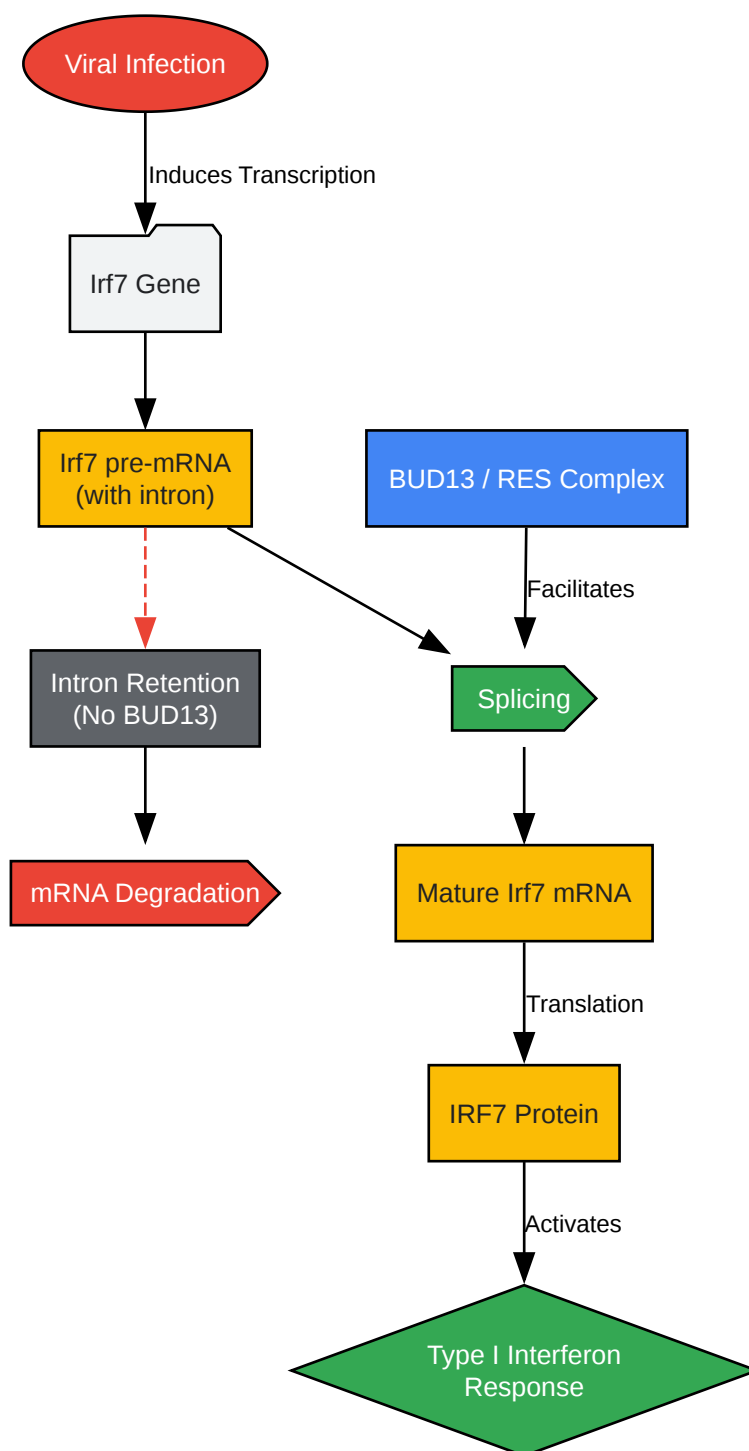 Viral Infection
Induces Transcription
Irf7 Gene
Irf7 pre-mRNA
(with intron)
BUD13 / RES Complex
Facilitates
Intron Retention
(No BUD13)
Splicing
mRNA Degradation
Mature Irf7 mRNA
Translation
IRF7 Protein
Activates
Type I Interferon
Response